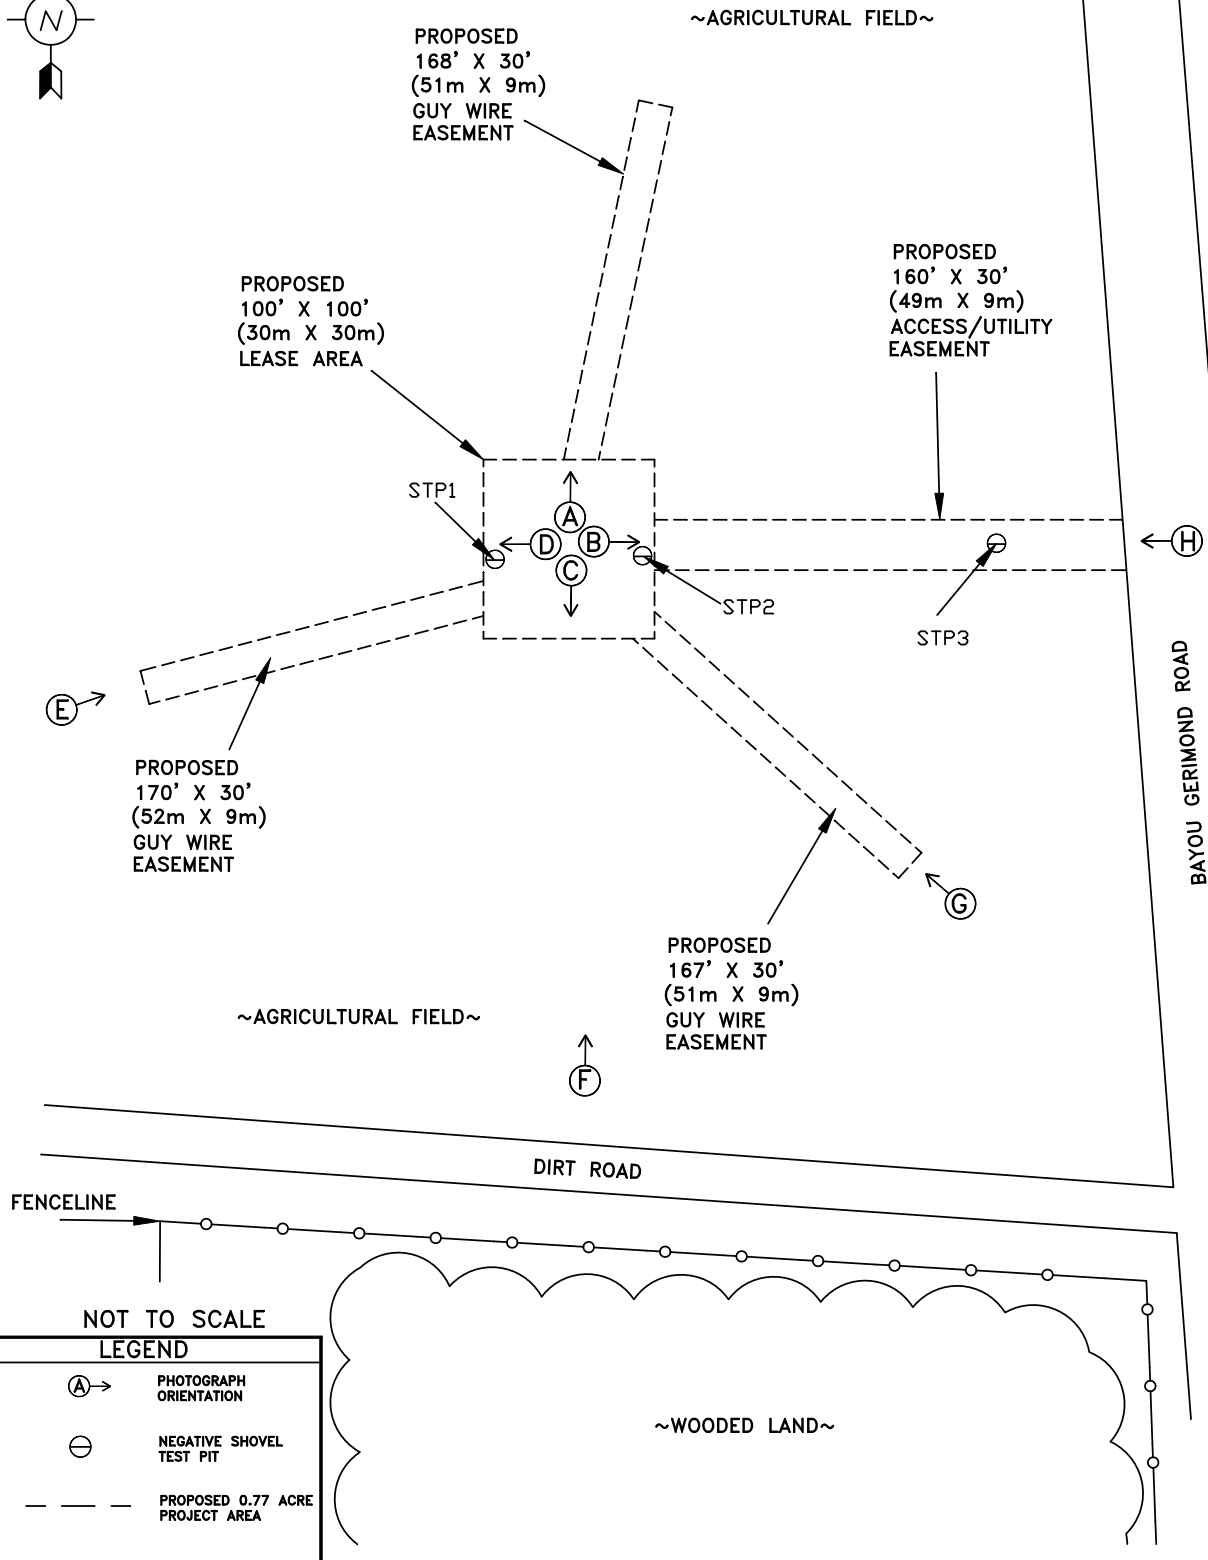 N
~AGRICULTURAL FIELD~
PROPOSED
168' X 30'
(51m X 9m)
GUY WIRE
EASEMENT
PROPOSED
100' X 100'
(30m X 30m)
LEASE AREA
PROPOSED
160' X 30'
(49m X 9m)
ACCESS/UTILITY
EASEMENT
STP1
A
D
B
C
H
STP2
STP3
E
BAYOU GERIMOND ROAD
PROPOSED
170' X 30'
(52m X 9m)
GUY WIRE
EASEMENT
G
PROPOSED
167' X 30'
(51m X 9m)
GUY WIRE
EASEMENT
~AGRICULTURAL FIELD~
F
DIRT ROAD
FENCELINE
NOT TO SCALE
LEGEND
A
PHOTOGRAPH
ORIENTATION
NEGATIVE SHOVEL
TEST PIT
PROPOSED 0.77 ACRE
PROJECT AREA
~WOODED LAND~